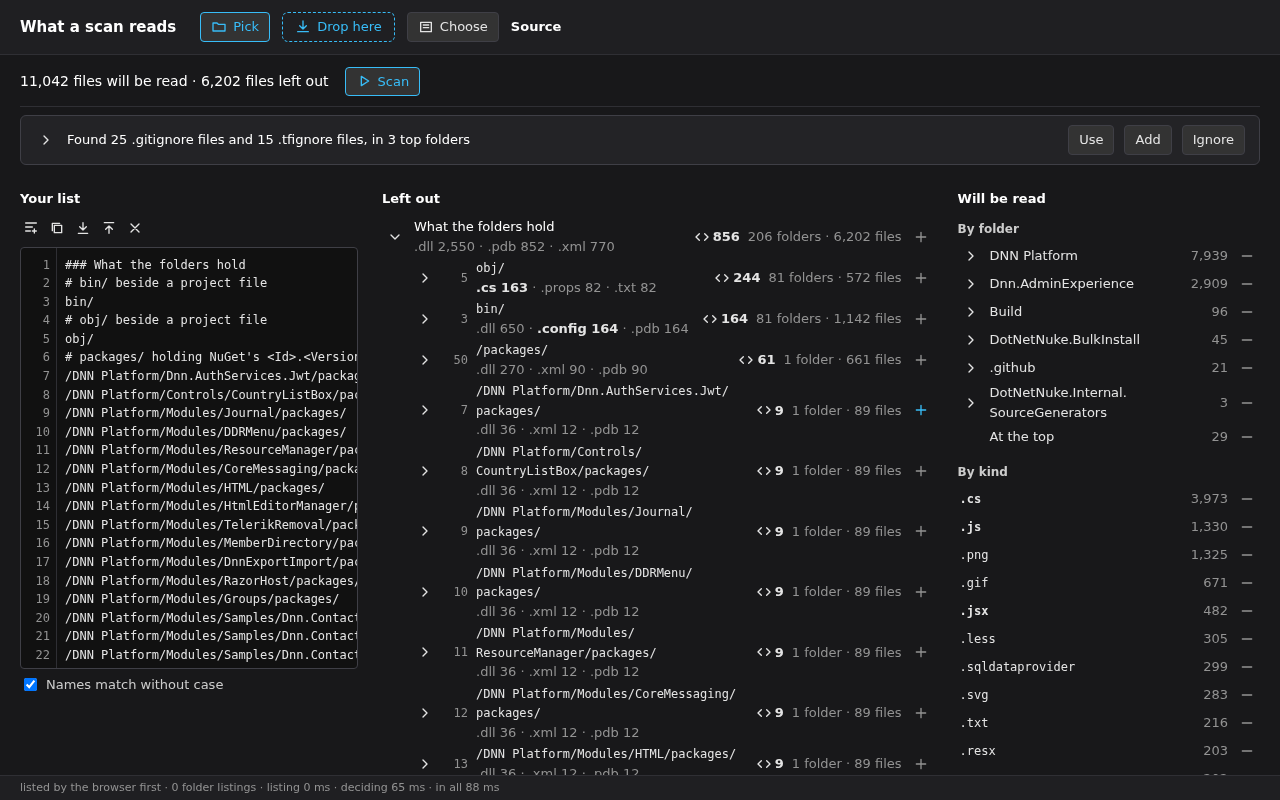 What a scan reads
Pick
Drop here
Choose
Source
11,042 files will be read · 6,202 files left out
Scan
Found 25 .gitignore files and 15 .tfignore files, in 3 top folders
Use
Add
Ignore
Your list
1 ### What the folders hold
2 # bin/ beside a project file
3 bin/
4 # obj/ beside a project file
5 obj/
6 # packages/ holding NuGet's <Id>.<Version
7 /DNN Platform/Dnn.AuthServices.Jwt/packag
8 /DNN Platform/Controls/CountryListBox/pac
9 /DNN Platform/Modules/Journal/packages/
10 /DNN Platform/Modules/DDRMenu/packages/
11 /DNN Platform/Modules/ResourceManager/pac
12 /DNN Platform/Modules/CoreMessaging/packa
13 /DNN Platform/Modules/HTML/packages/
14 /DNN Platform/Modules/HtmlEditorManager/p
15 /DNN Platform/Modules/TelerikRemoval/pack
16 /DNN Platform/Modules/MemberDirectory/pac
17 /DNN Platform/Modules/DnnExportImport/pac
18 /DNN Platform/Modules/RazorHost/packages/
19 /DNN Platform/Modules/Groups/packages/
20 /DNN Platform/Modules/Samples/Dnn.Contact
21 /DNN Platform/Modules/Samples/Dnn.Contact
22 /DNN Platform/Modules/Samples/Dnn.Contact
Names match without case
Left out
What the folders hold
.dll 2,550 · .pdb 852 · .xml 770
856 206 folders · 6,202 files
5 obj/
.cs 163 · .props 82 · .txt 82
244 81 folders · 572 files
3 bin/
.dll 650 · .config 164 · .pdb 164
164 81 folders · 1,142 files
50 /packages/
.dll 270 · .xml 90 · .pdb 90
61 1 folder · 661 files
7 /DNN Platform/Dnn.AuthServices.Jwt/
packages/
.dll 36 · .xml 12 · .pdb 12
9 1 folder · 89 files
8 /DNN Platform/Controls/
CountryListBox/packages/
.dll 36 · .xml 12 · .pdb 12
9 1 folder · 89 files
9 /DNN Platform/Modules/Journal/
packages/
.dll 36 · .xml 12 · .pdb 12
9 1 folder · 89 files
10 /DNN Platform/Modules/DDRMenu/
packages/
.dll 36 · .xml 12 · .pdb 12
9 1 folder · 89 files
11 /DNN Platform/Modules/
ResourceManager/packages/
.dll 36 · .xml 12 · .pdb 12
9 1 folder · 89 files
12 /DNN Platform/Modules/CoreMessaging/
packages/
.dll 36 · .xml 12 · .pdb 12
9 1 folder · 89 files
13 /DNN Platform/Modules/HTML/packages/
.dll 36 · .xml 12 · .pdb 12
9 1 folder · 89 files
Will be read
By folder
DNN Platform 7,939
Dnn.AdminExperience 2,909
Build 96
DotNetNuke.BulkInstall 45
.github 21
DotNetNuke.Internal.
SourceGenerators 3
At the top 29
By kind
.cs 3,973
.js 1,330
.png 1,325
.gif 671
.jsx 482
.less 305
.sqldataprovider 299
.svg 283
.txt 216
.resx 203
listed by the browser first · 0 folder listings · listing 0 ms · deciding 65 ms · in all 88 ms